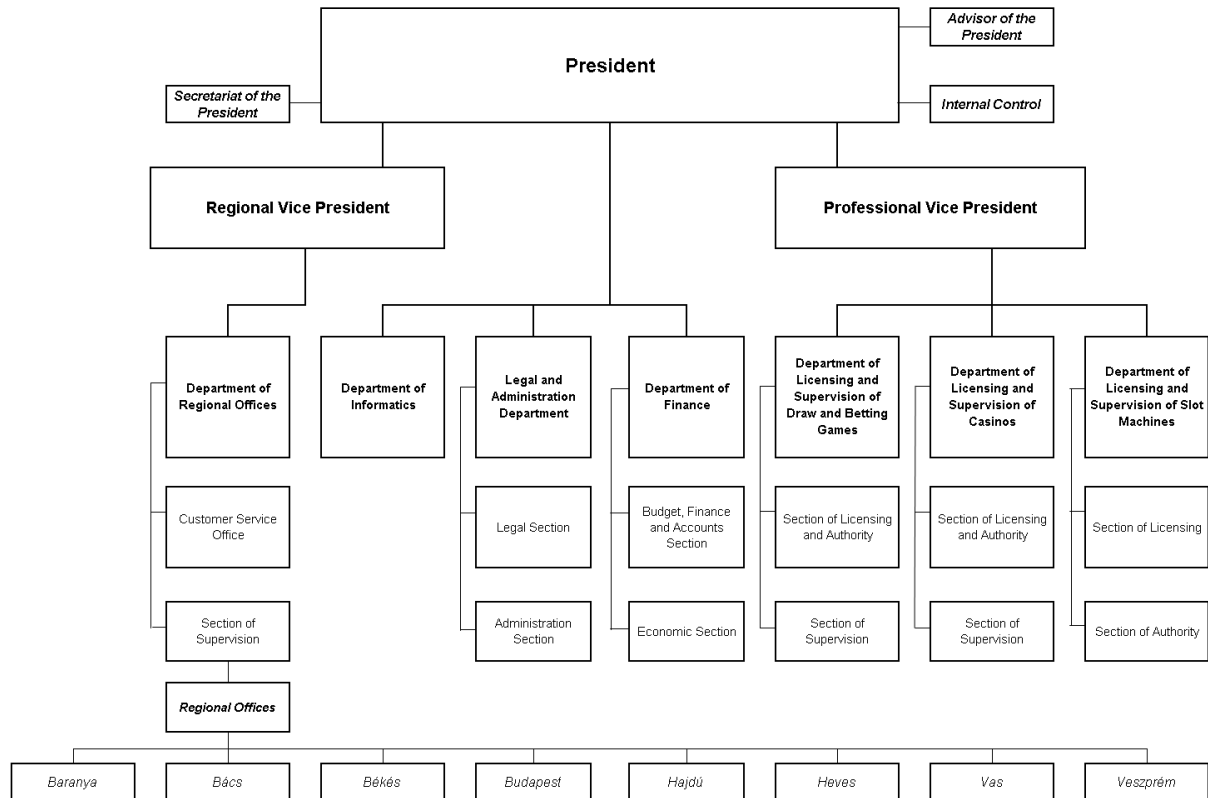 Advisor of the
President
President
Secretariat of the
President
Internal Control
Regional Vice President
Professional Vice President
Department of
Regional Offices
Department of
Informatics
Legal and
Administration
Department
Department of
Finance
Department of
Licensing and
Supervision of
Draw and Betting
Games
Department of
Licensing and
Supervision of
Casinos
Department of
Licensing and
Supervision of Slot
Machines
Customer Service
Office
Legal Section
Budget, Finance
and Accounts
Section
Section of Licensing
and Authority
Section of Licensing
and Authority
Section of Licensing
Section of
Supervision
Administration
Section
Economic Section
Section of
Supervision
Section of
Supervision
Section of Authority
Regional Offices
Baranya
Bács
Békés
Budapest
Hajdú
Heves
Vas
Veszprém